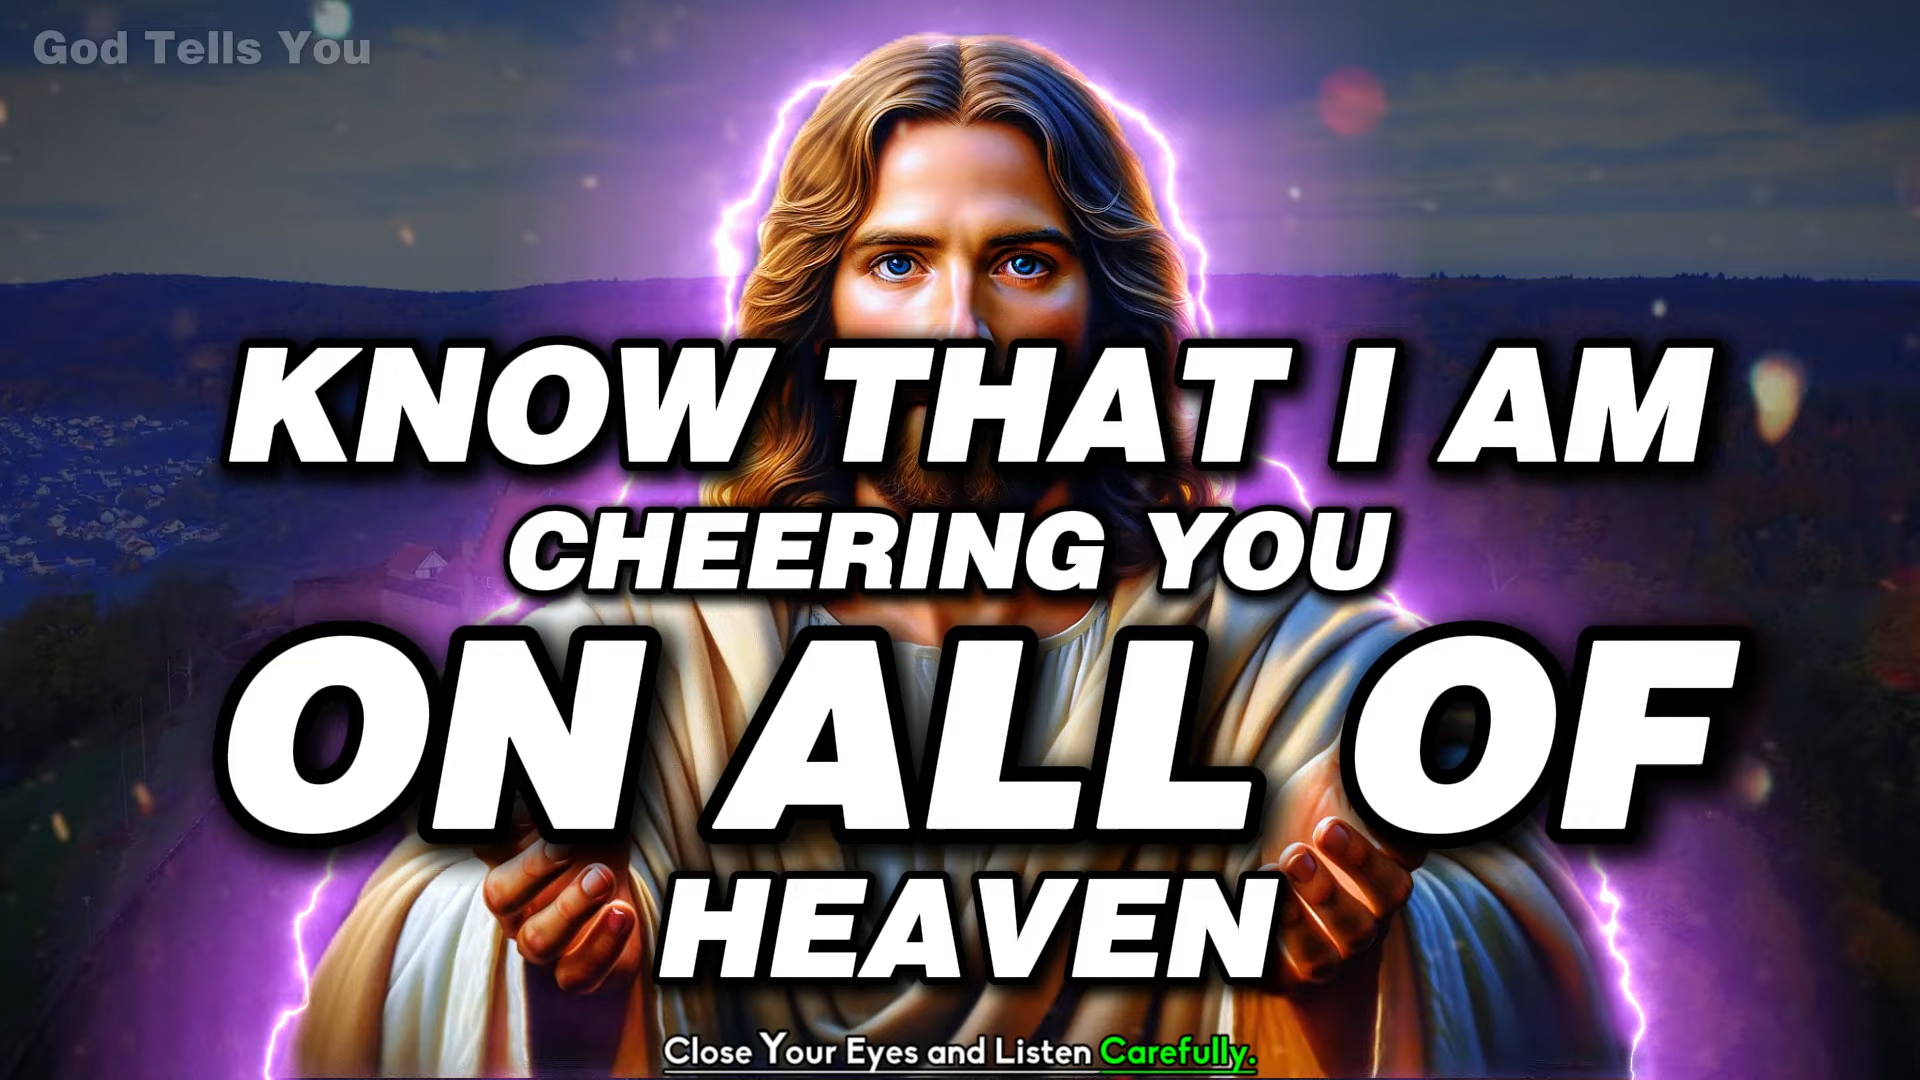 God Tells You
KNOW THAT I AM
CHEERING YOU
ON ALL OF
HEAVEN
Close Your Eyes and Listen Carefully.